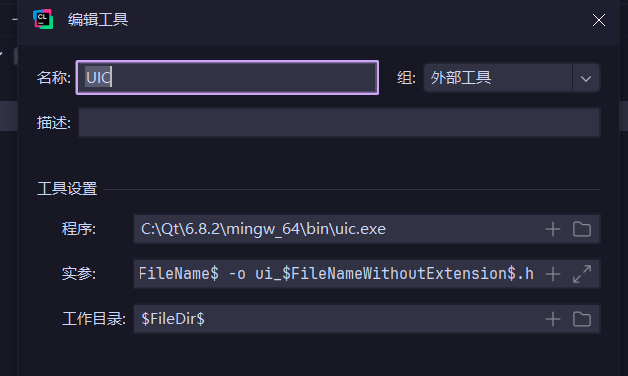 CL
编辑工具
名称: UIC 组: 外部工具
描述:
工具设置
程序: C:\Qt\6.8.2\mingw_64\bin\uic.exe
实参: FileName$ -o ui_$FileNameWithoutExtension$.h
工作目录: $FileDir$